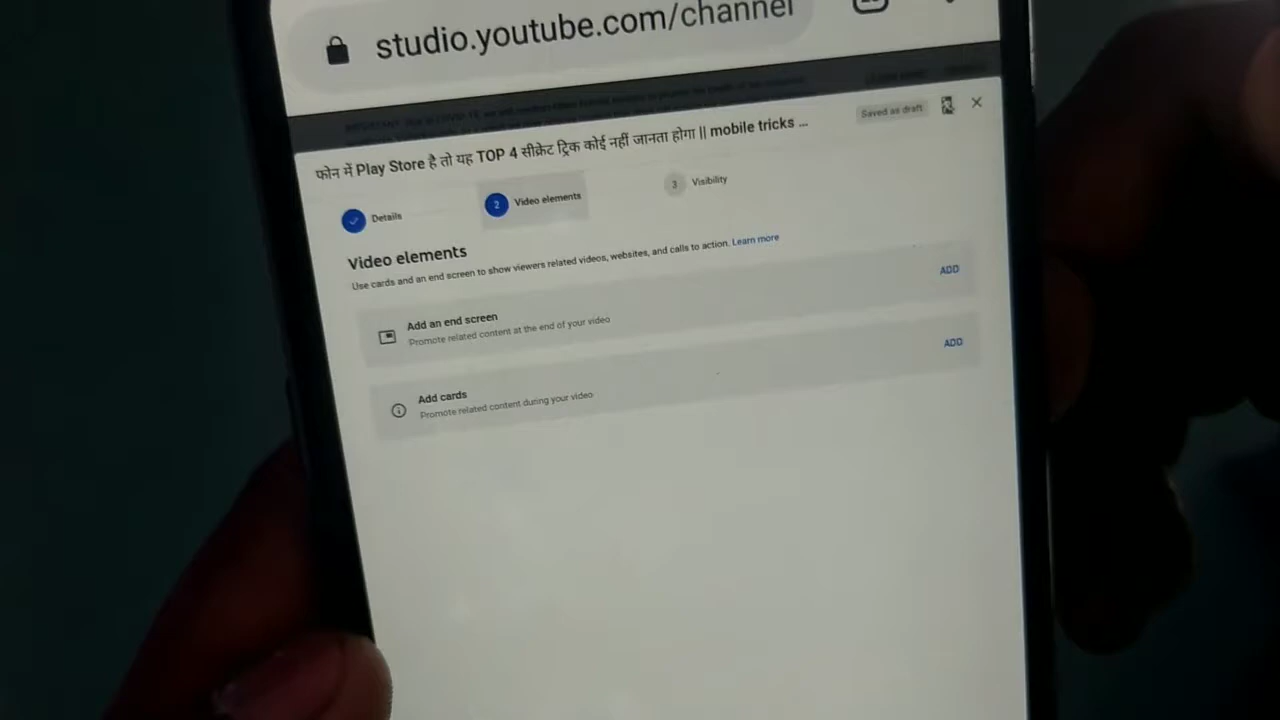 studio.youtube.com/channel
Saved as draft
फोन में Play Store है तो यह TOP 4 सीक्रेट ट्रिक कोई नहीं जानता होगा || mobile tricks ...
Details
2 Video elements
3 Visibility
Video elements
Use cards and an end screen to show viewers related videos, websites, and calls to action. Learn more
Add an end screen
Promote related content at the end of your video
ADD
Add cards
Promote related content during your video
ADD